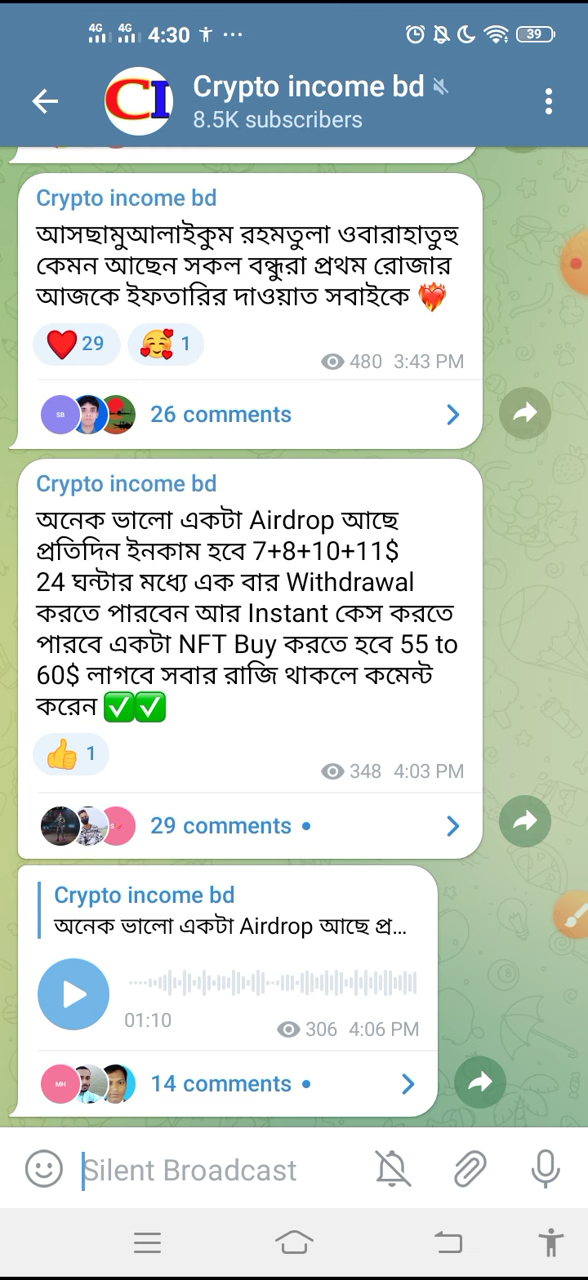 4G 4G 4:30 39
CI Crypto income bd
8.5K subscribers
Crypto income bd
আসছামুআলাইকুম রহমতুলা ওবারাহাতুহু
কেমন আছেন সকল বন্ধুরা প্রথম রোজার
আজকে ইফতারির দাওয়াত সবাইকে ❤️‍🔥
❤️ 29 🥰 1
480 3:43 PM
SB 26 comments
Crypto income bd
অনেক ভালো একটা Airdrop আছে
প্রতিদিন ইনকাম হবে 7+8+10+11$
24 ঘন্টার মধ্যে এক বার Withdrawal
করতে পারবেন আর Instant কেস করতে
পারবে একটা NFT Buy করতে হবে 55 to
60$ লাগবে সবার রাজি থাকলে কমেন্ট
করেন ✅✅
👍 1
348 4:03 PM
29 comments
Crypto income bd
অনেক ভালো একটা Airdrop আছে প্র...
01:10 306 4:06 PM
MH 14 comments
Silent Broadcast